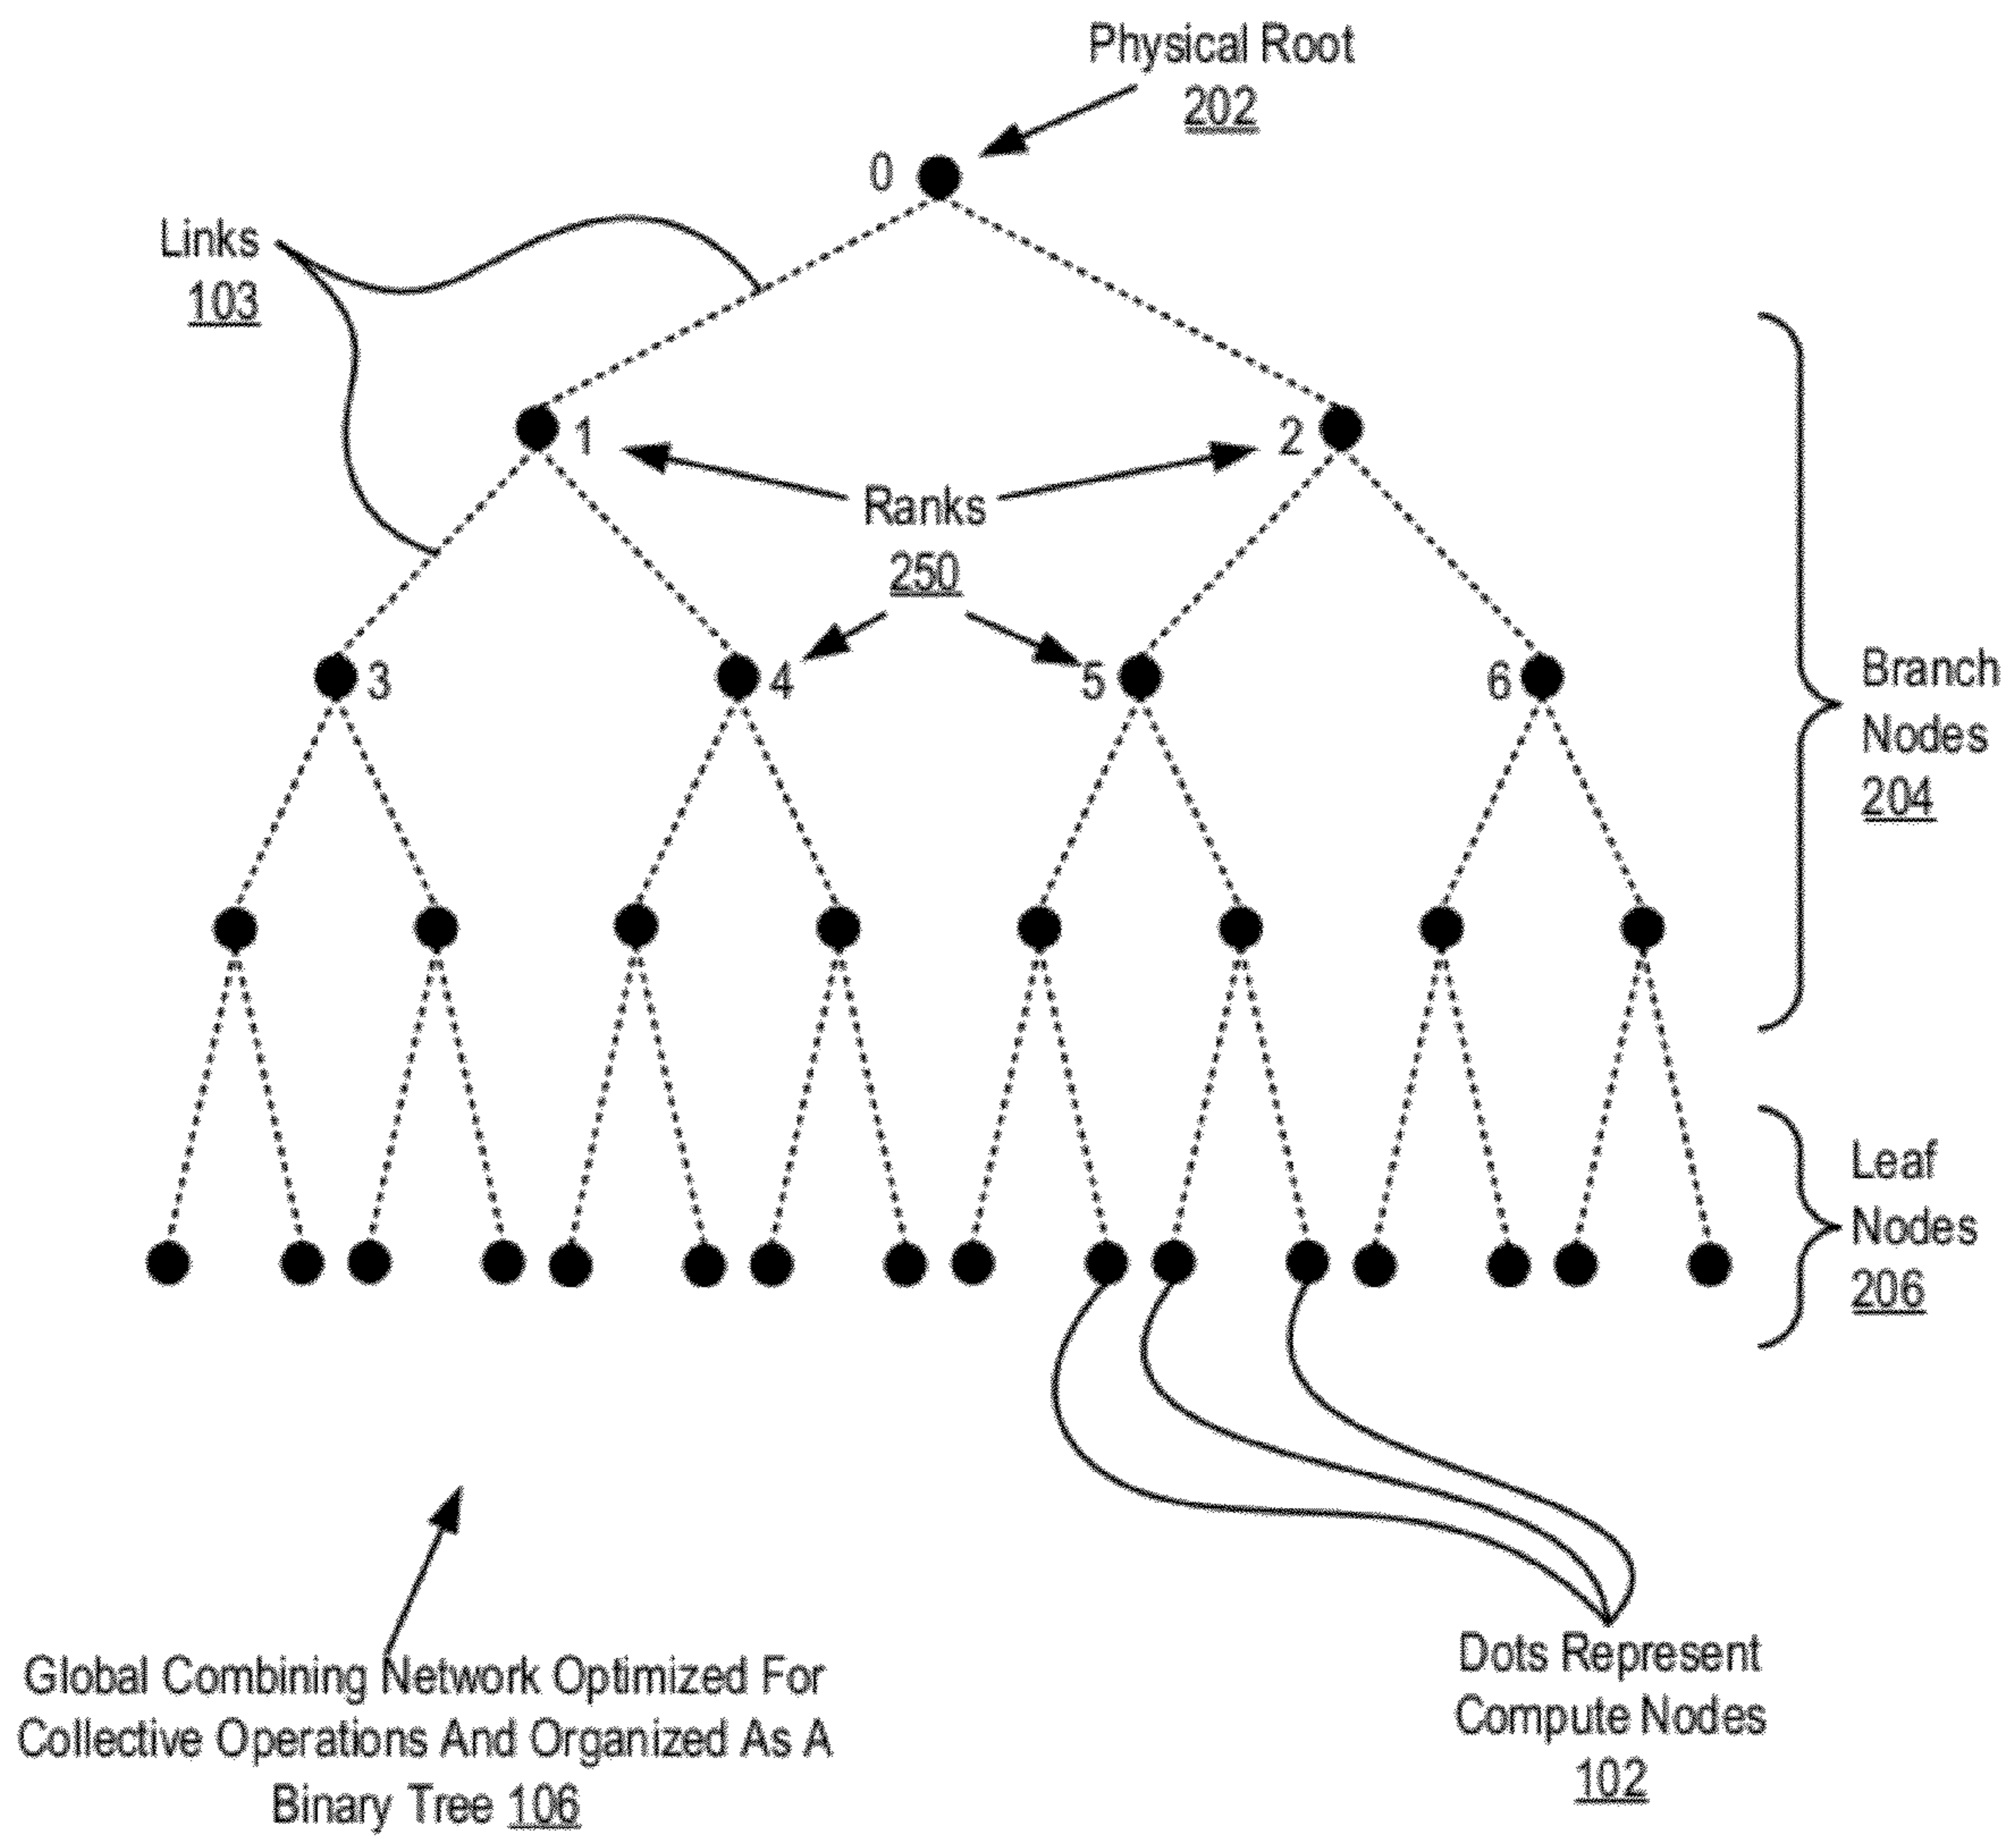 Physical Root
202
0
Links
103
1
2
Ranks
250
3
4
5
6
Branch
Nodes
204
Leaf
Nodes
206
Global Combining Network Optimized For
Collective Operations And Organized As A
Binary Tree 106
Dots Represent
Compute Nodes
102